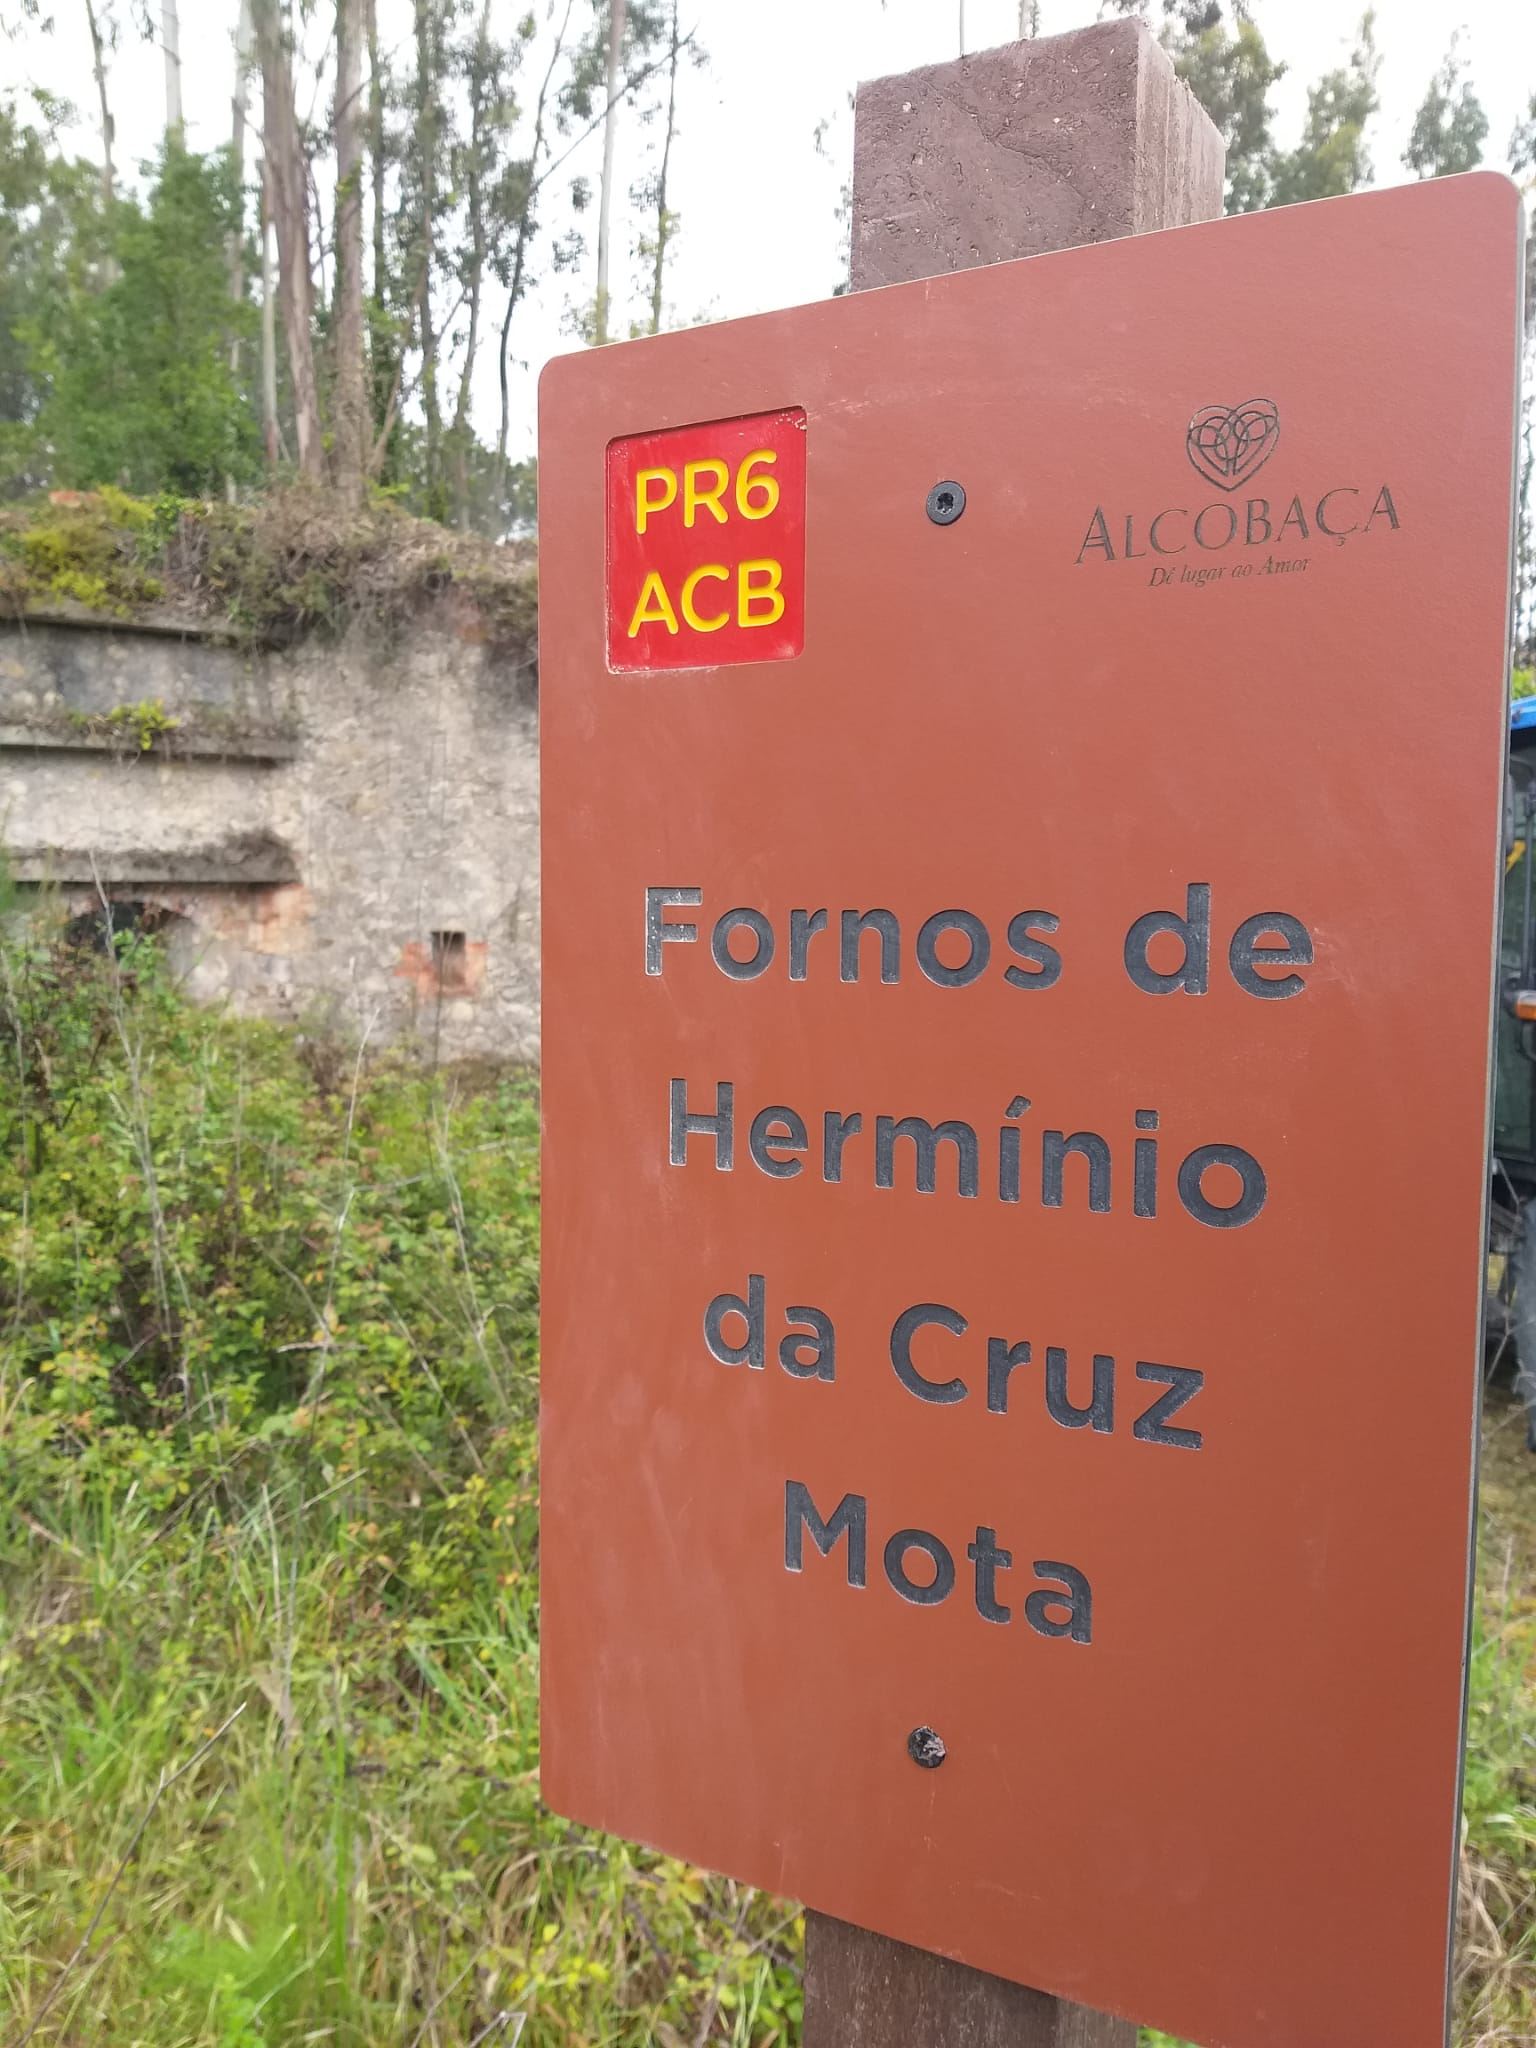 PR6
ACB
ALCOBAÇA
Dê lugar ao Amor
Fornos de
Hermínio
da Cruz
Mota